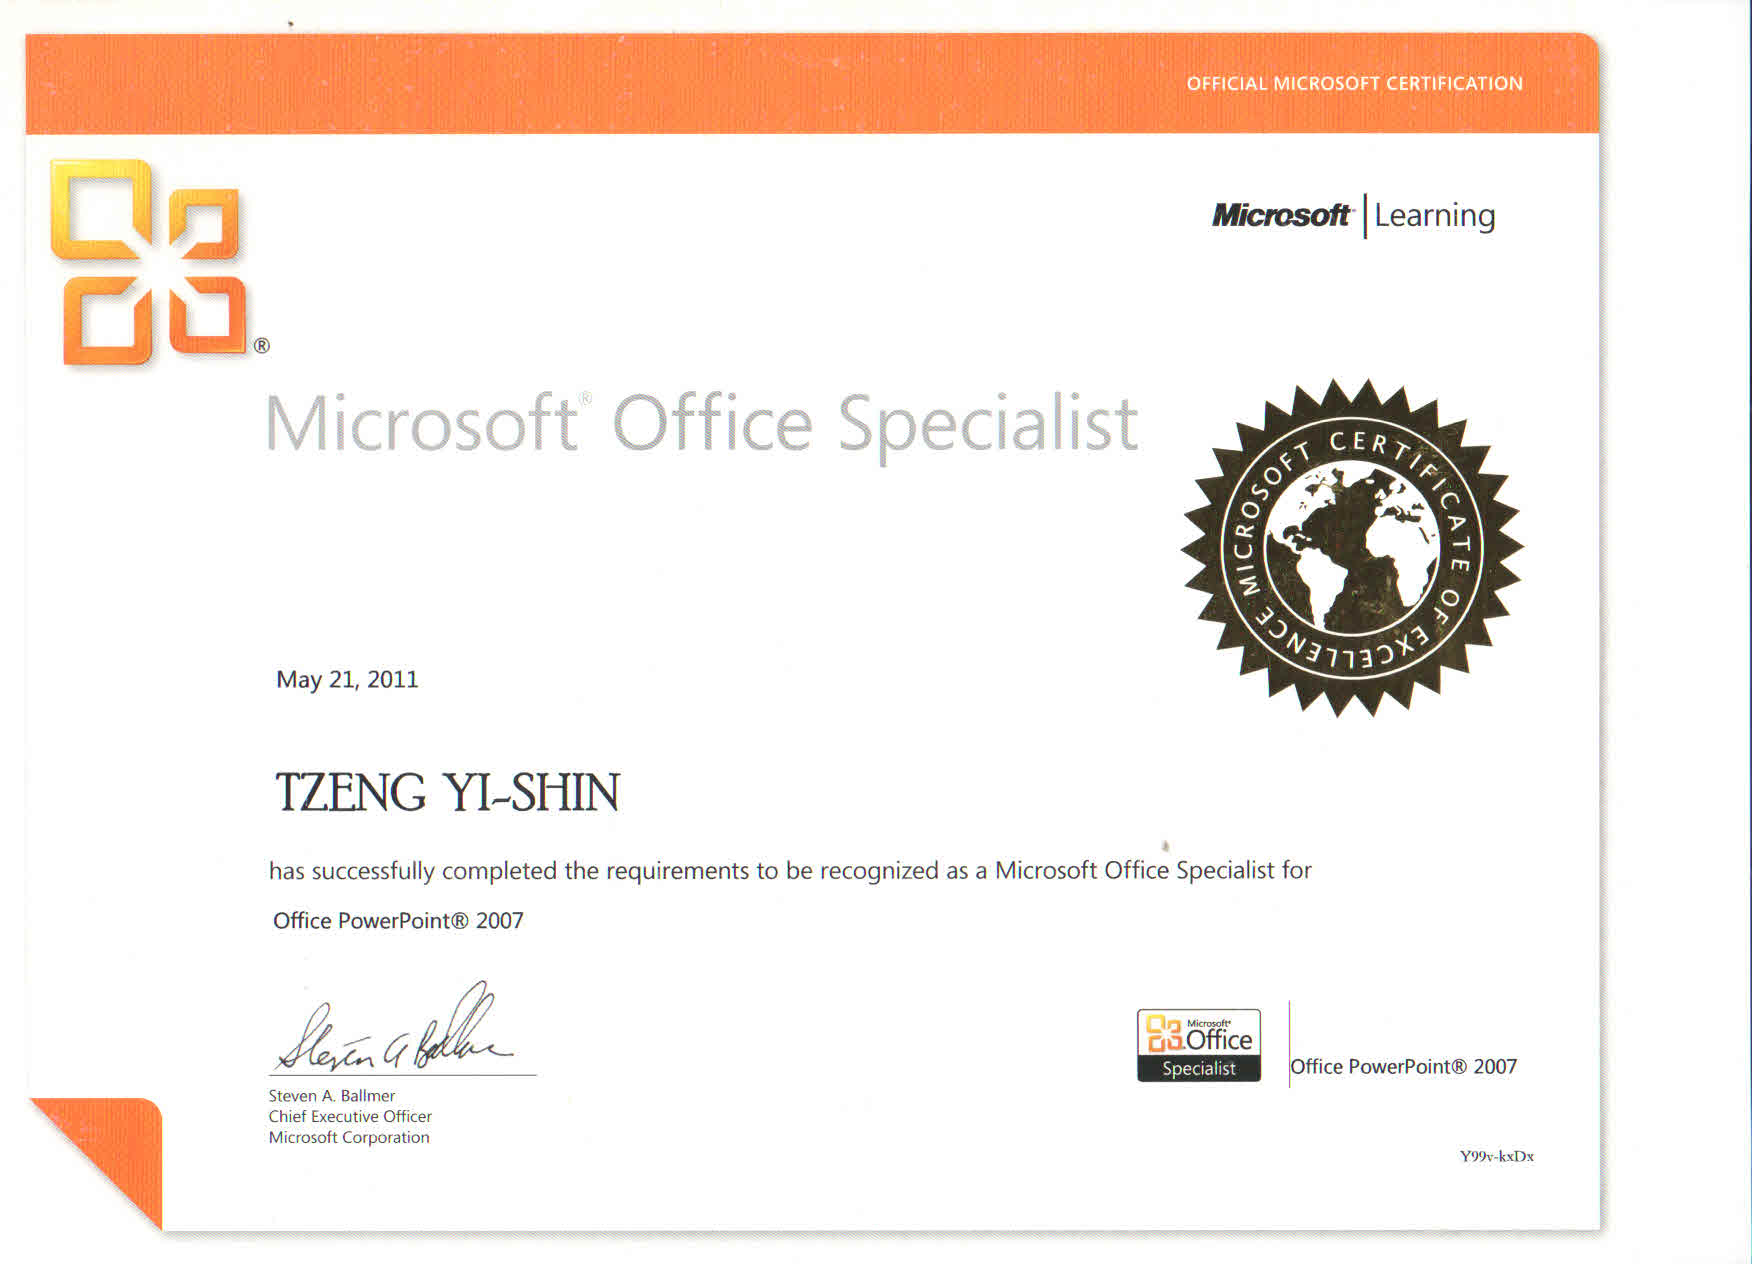 OFFICIAL MICROSOFT CERTIFICATION
Microsoft | Learning
®
Microsoft® Office Specialist
MICROSOFT CERTIFICATE OF EXCELLENCE
May 21, 2011
TZENG YI-SHIN
has successfully completed the requirements to be recognized as a Microsoft Office Specialist for
Office PowerPoint® 2007
Steven A Ballmer
Steven A. Ballmer
Chief Executive Officer
Microsoft Corporation
Microsoft®
Office
Specialist
Office PowerPoint® 2007
Y99v-kxDx